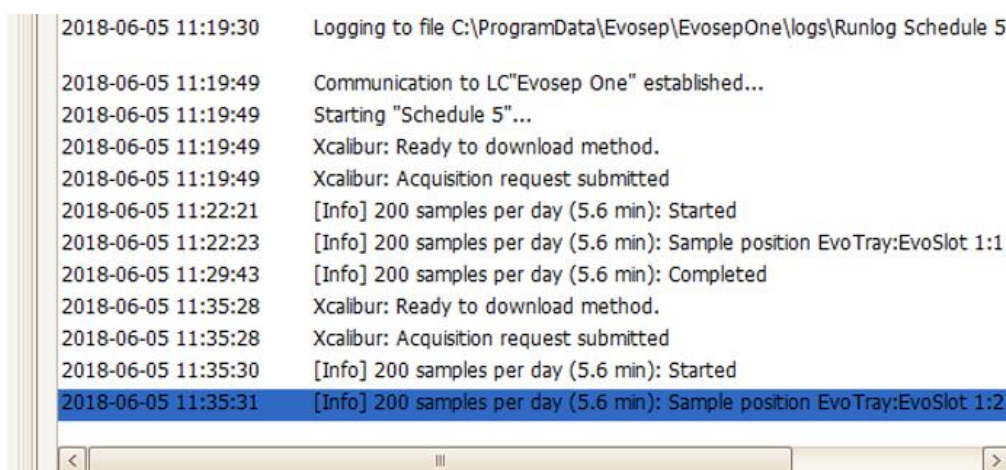 2018-06-05 11:19:30 Logging to file C:\ProgramData\Evosep\EvosepOne\logs\Runlog Schedule 5
2018-06-05 11:19:49 Communication to LC"Evosep One" established...
2018-06-05 11:19:49 Starting "Schedule 5"...
2018-06-05 11:19:49 Xcalibur: Ready to download method.
2018-06-05 11:19:49 Xcalibur: Acquisition request submitted
2018-06-05 11:22:21 [Info] 200 samples per day (5.6 min): Started
2018-06-05 11:22:23 [Info] 200 samples per day (5.6 min): Sample position EvoTray:EvoSlot 1:1
2018-06-05 11:29:43 [Info] 200 samples per day (5.6 min): Completed
2018-06-05 11:35:28 Xcalibur: Ready to download method.
2018-06-05 11:35:28 Xcalibur: Acquisition request submitted
2018-06-05 11:35:30 [Info] 200 samples per day (5.6 min): Started
2018-06-05 11:35:31 [Info] 200 samples per day (5.6 min): Sample position EvoTray:EvoSlot 1:2